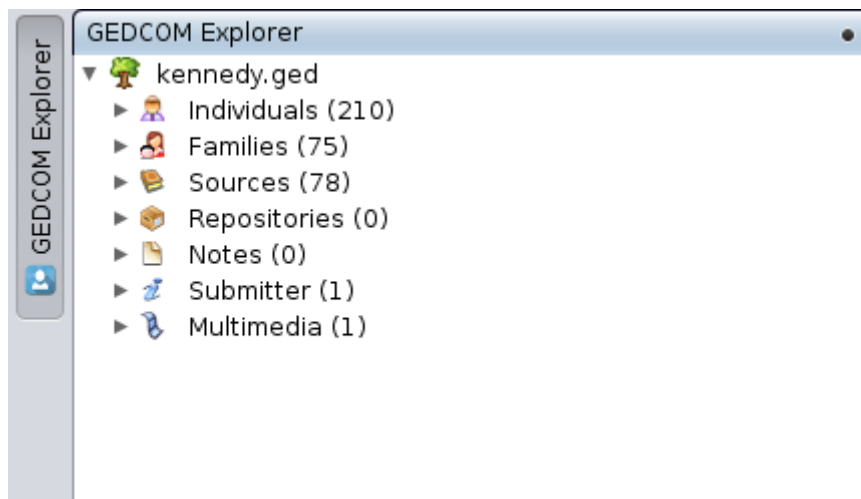 GEDCOM Explorer
GEDCOM Explorer
kennedy.ged
Individuals (210)
Families (75)
Sources (78)
Repositories (0)
Notes (0)
Submitter (1)
Multimedia (1)